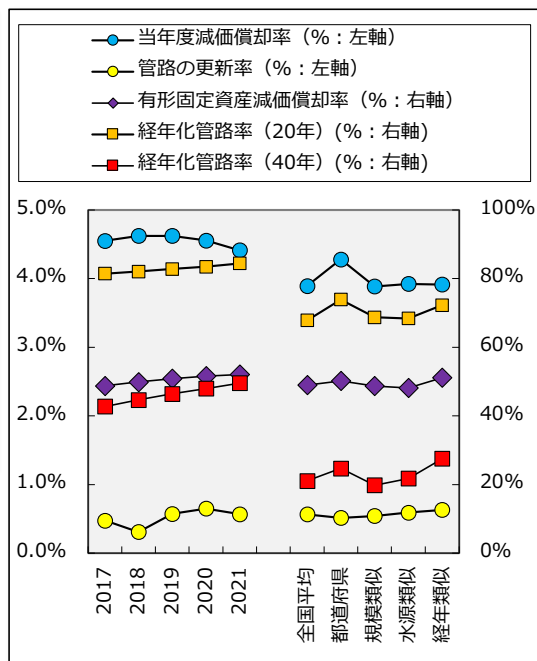 当年度減価償却率（%：左軸）
管路の更新率（%：左軸）
有形固定資産減価償却率（%：右軸）
経年化管路率（20年）(%：右軸)
経年化管路率（40年）(%：右軸)
5.0%
4.0%
3.0%
2.0%
1.0%
0.0%
100%
80%
60%
40%
20%
0%
2017
2018
2019
2020
2021
全国平均
都道府県
規模類似
水源類似
経年類似